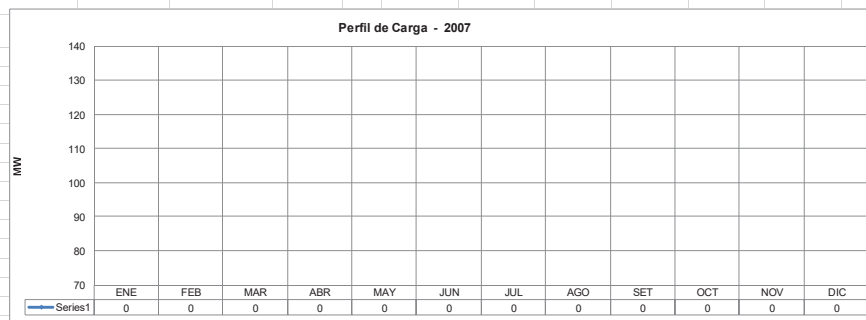 Perfil de Carga - 2007
140
130
120
110
100
90
80
70
MW
ENE FEB MAR ABR MAY JUN JUL AGO SET OCT NOV DIC
Series1 0 0 0 0 0 0 0 0 0 0 0 0